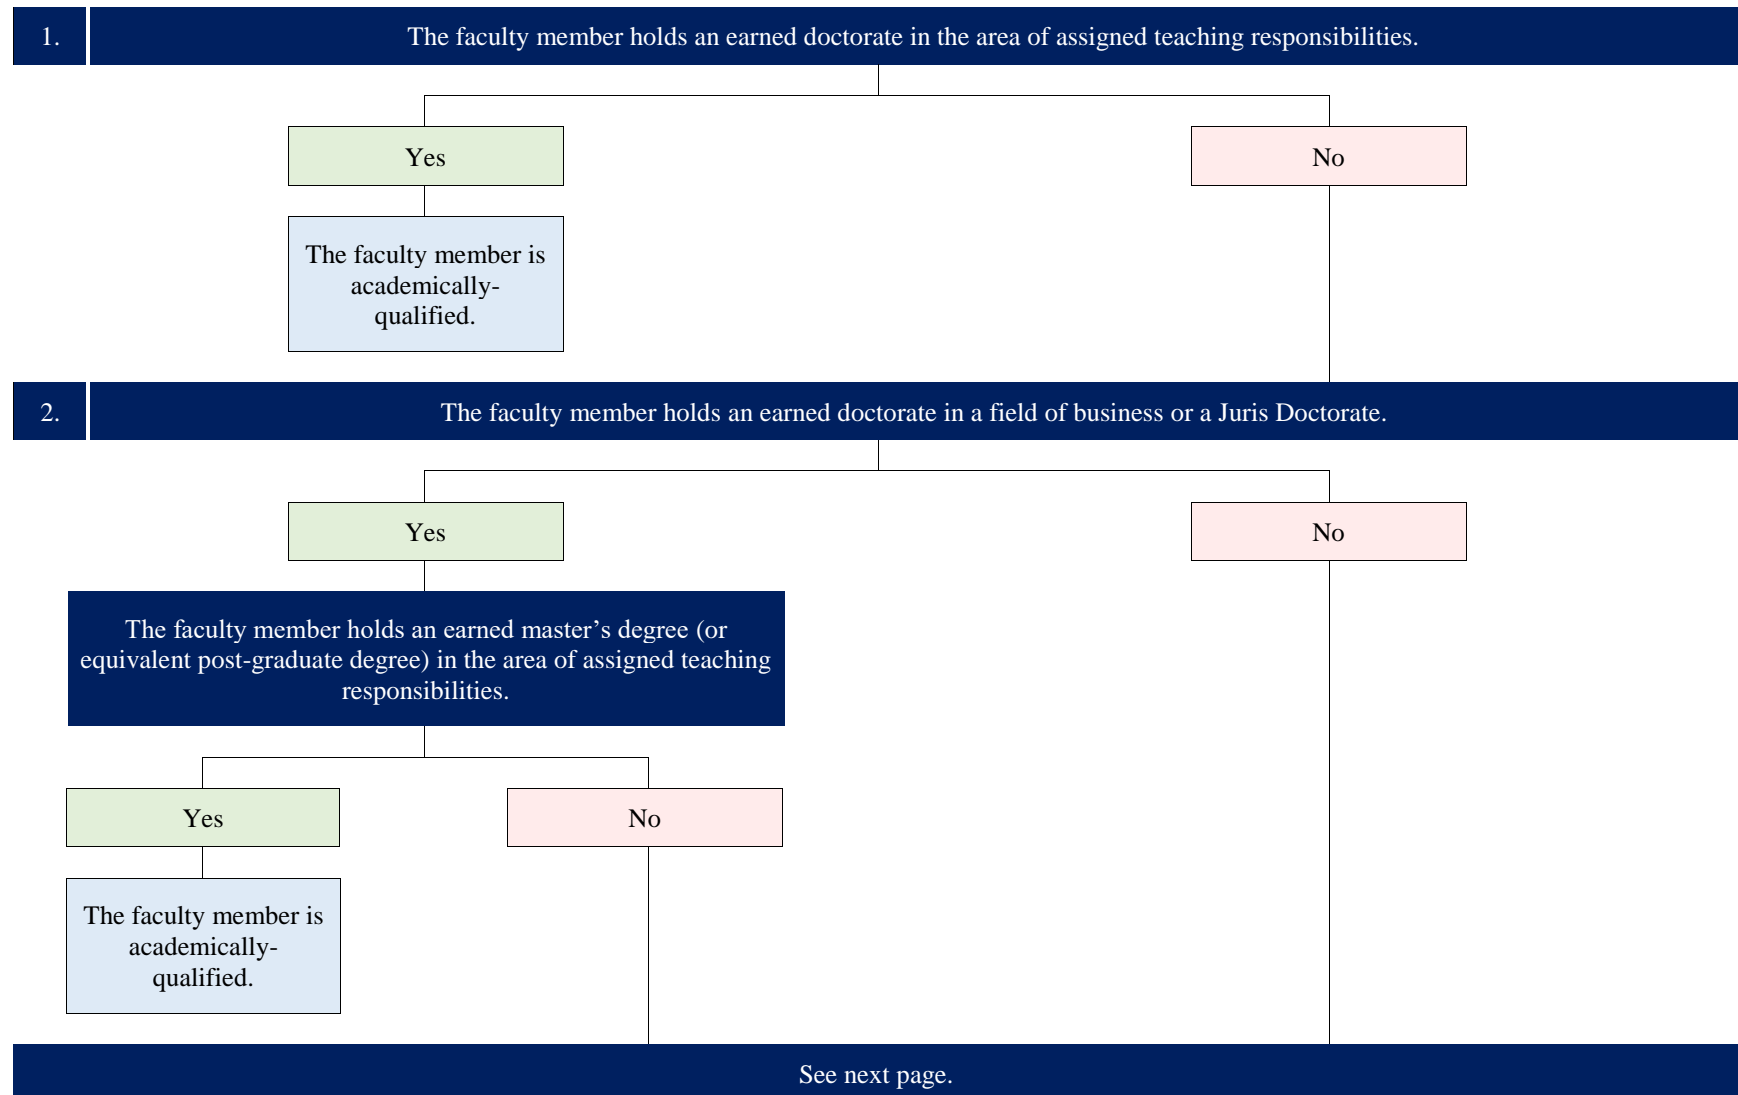 1.
The faculty member holds an earned doctorate in the area of assigned teaching responsibilities.
Yes
No
The faculty member is
academically-
qualified.
2.
The faculty member holds an earned doctorate in a field of business or a Juris Doctorate.
Yes
No
The faculty member holds an earned master’s degree (or
equivalent post-graduate degree) in the area of assigned teaching
responsibilities.
Yes
No
The faculty member is
academically-
qualified.
See next page.